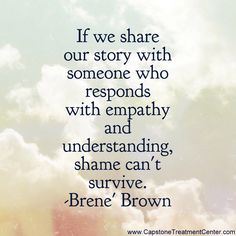 If we share
our story with
someone who
responds
with empathy
and
understanding,
shame can't
survive.
-Brene' Brown
www.CapstoneTreatmentCenter.com